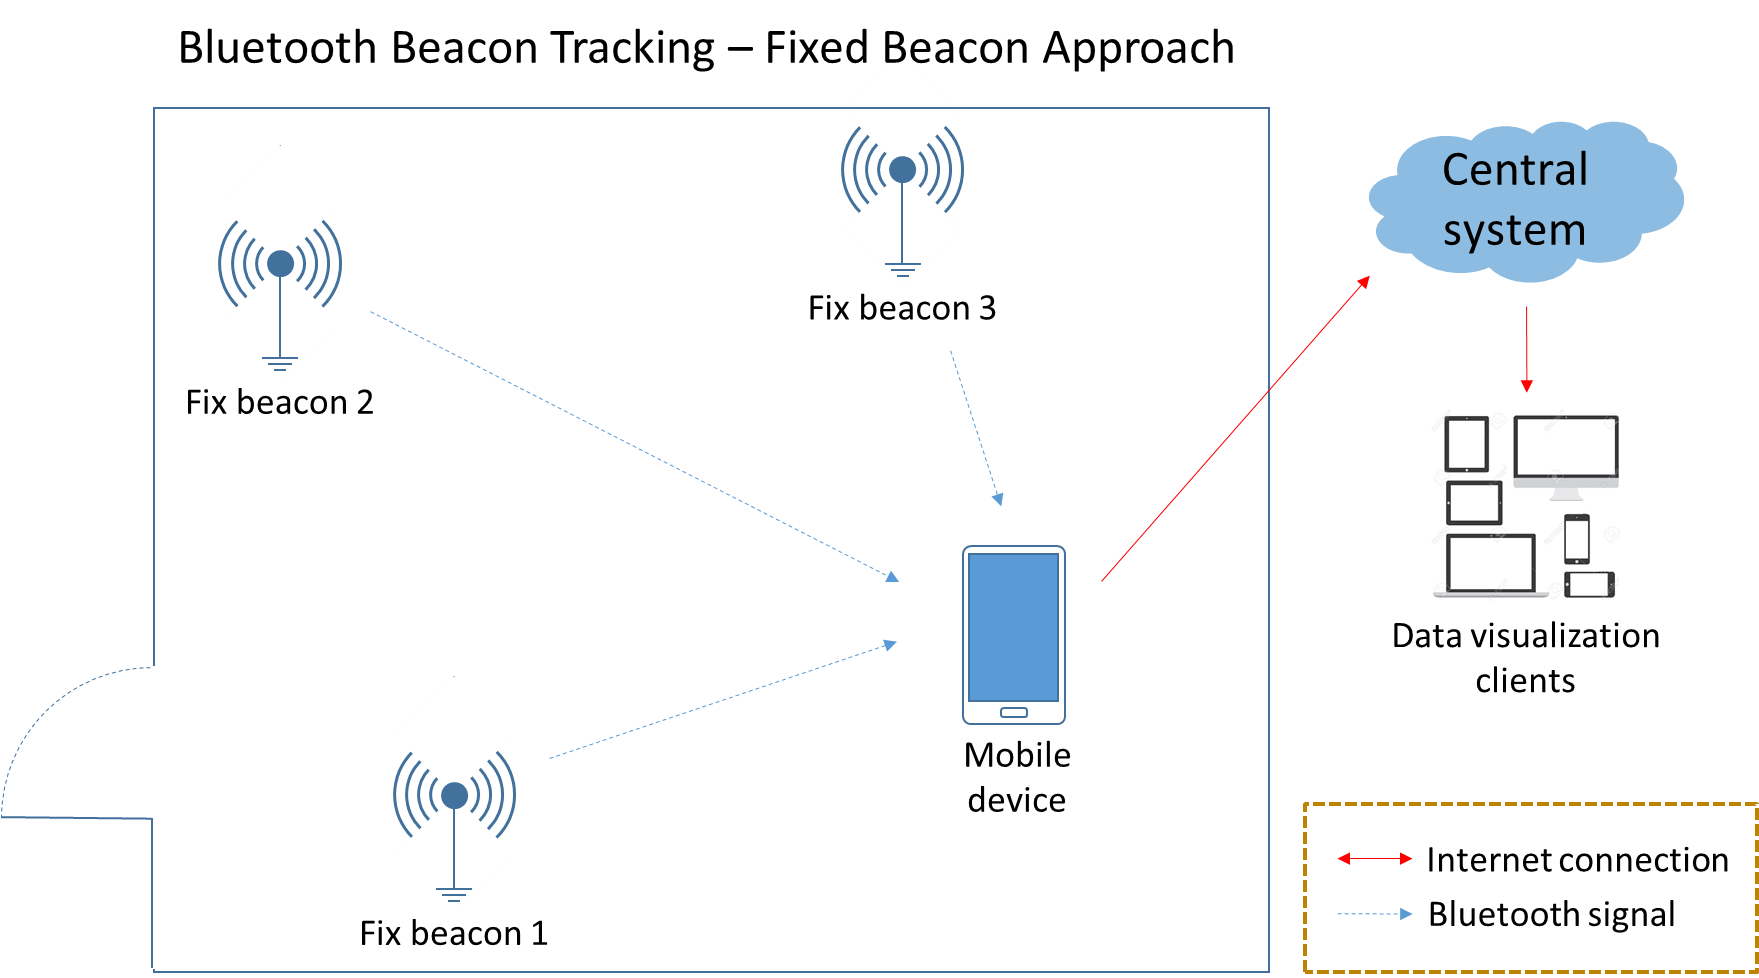 Bluetooth Beacon Tracking – Fixed Beacon Approach
Central
system
Fix beacon 3
Fix beacon 2
Data visualization
clients
Mobile
device
Fix beacon 1
Internet connection
Bluetooth signal